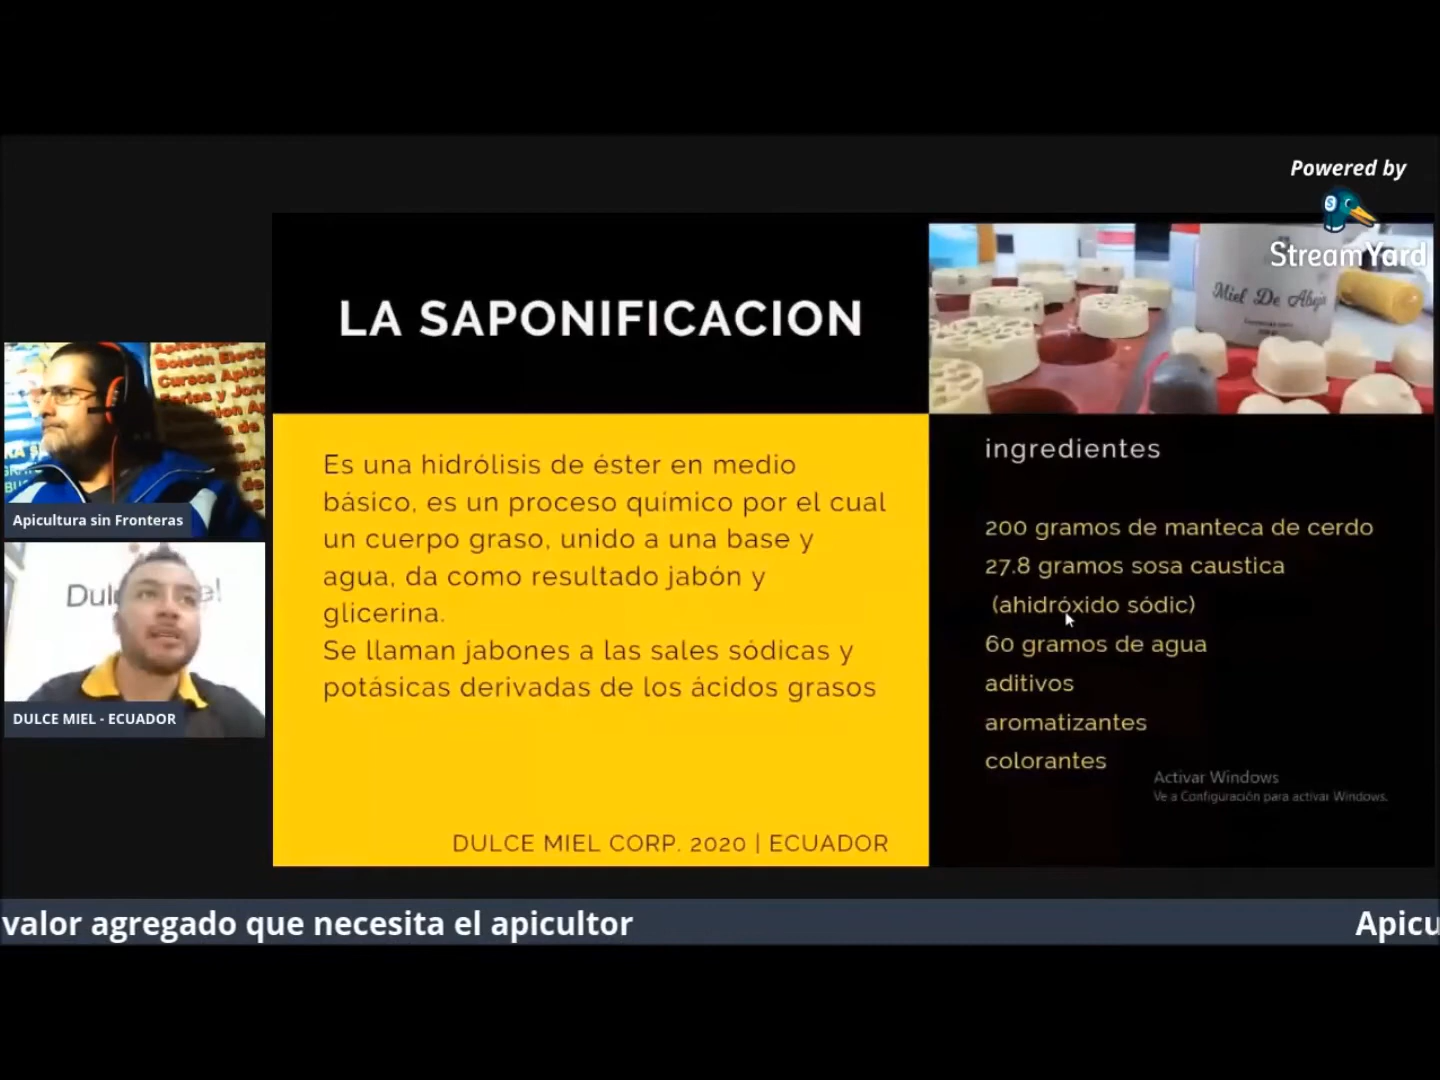 Powered by
StreamYard
LA SAPONIFICACION
Miel De Abeja
Es una hidrólisis de éster en medio
básico, es un proceso químico por el cual
un cuerpo graso, unido a una base y
agua, da como resultado jabón y
glicerina.
Se llaman jabones a las sales sódicas y
potásicas derivadas de los ácidos grasos
DULCE MIEL CORP. 2020 | ECUADOR
ingredientes
200 gramos de manteca de cerdo
27.8 gramos sosa caustica
(ahidróxido sódic)
60 gramos de agua
aditivos
aromatizantes
colorantes
Activar Windows
Ve a Configuración para activar Windows.
Boletin Elect
Cursos Apic
Apicultura sin Fronteras
DULCE MIEL - ECUADOR
valor agregado que necesita el apicultor
Apicu